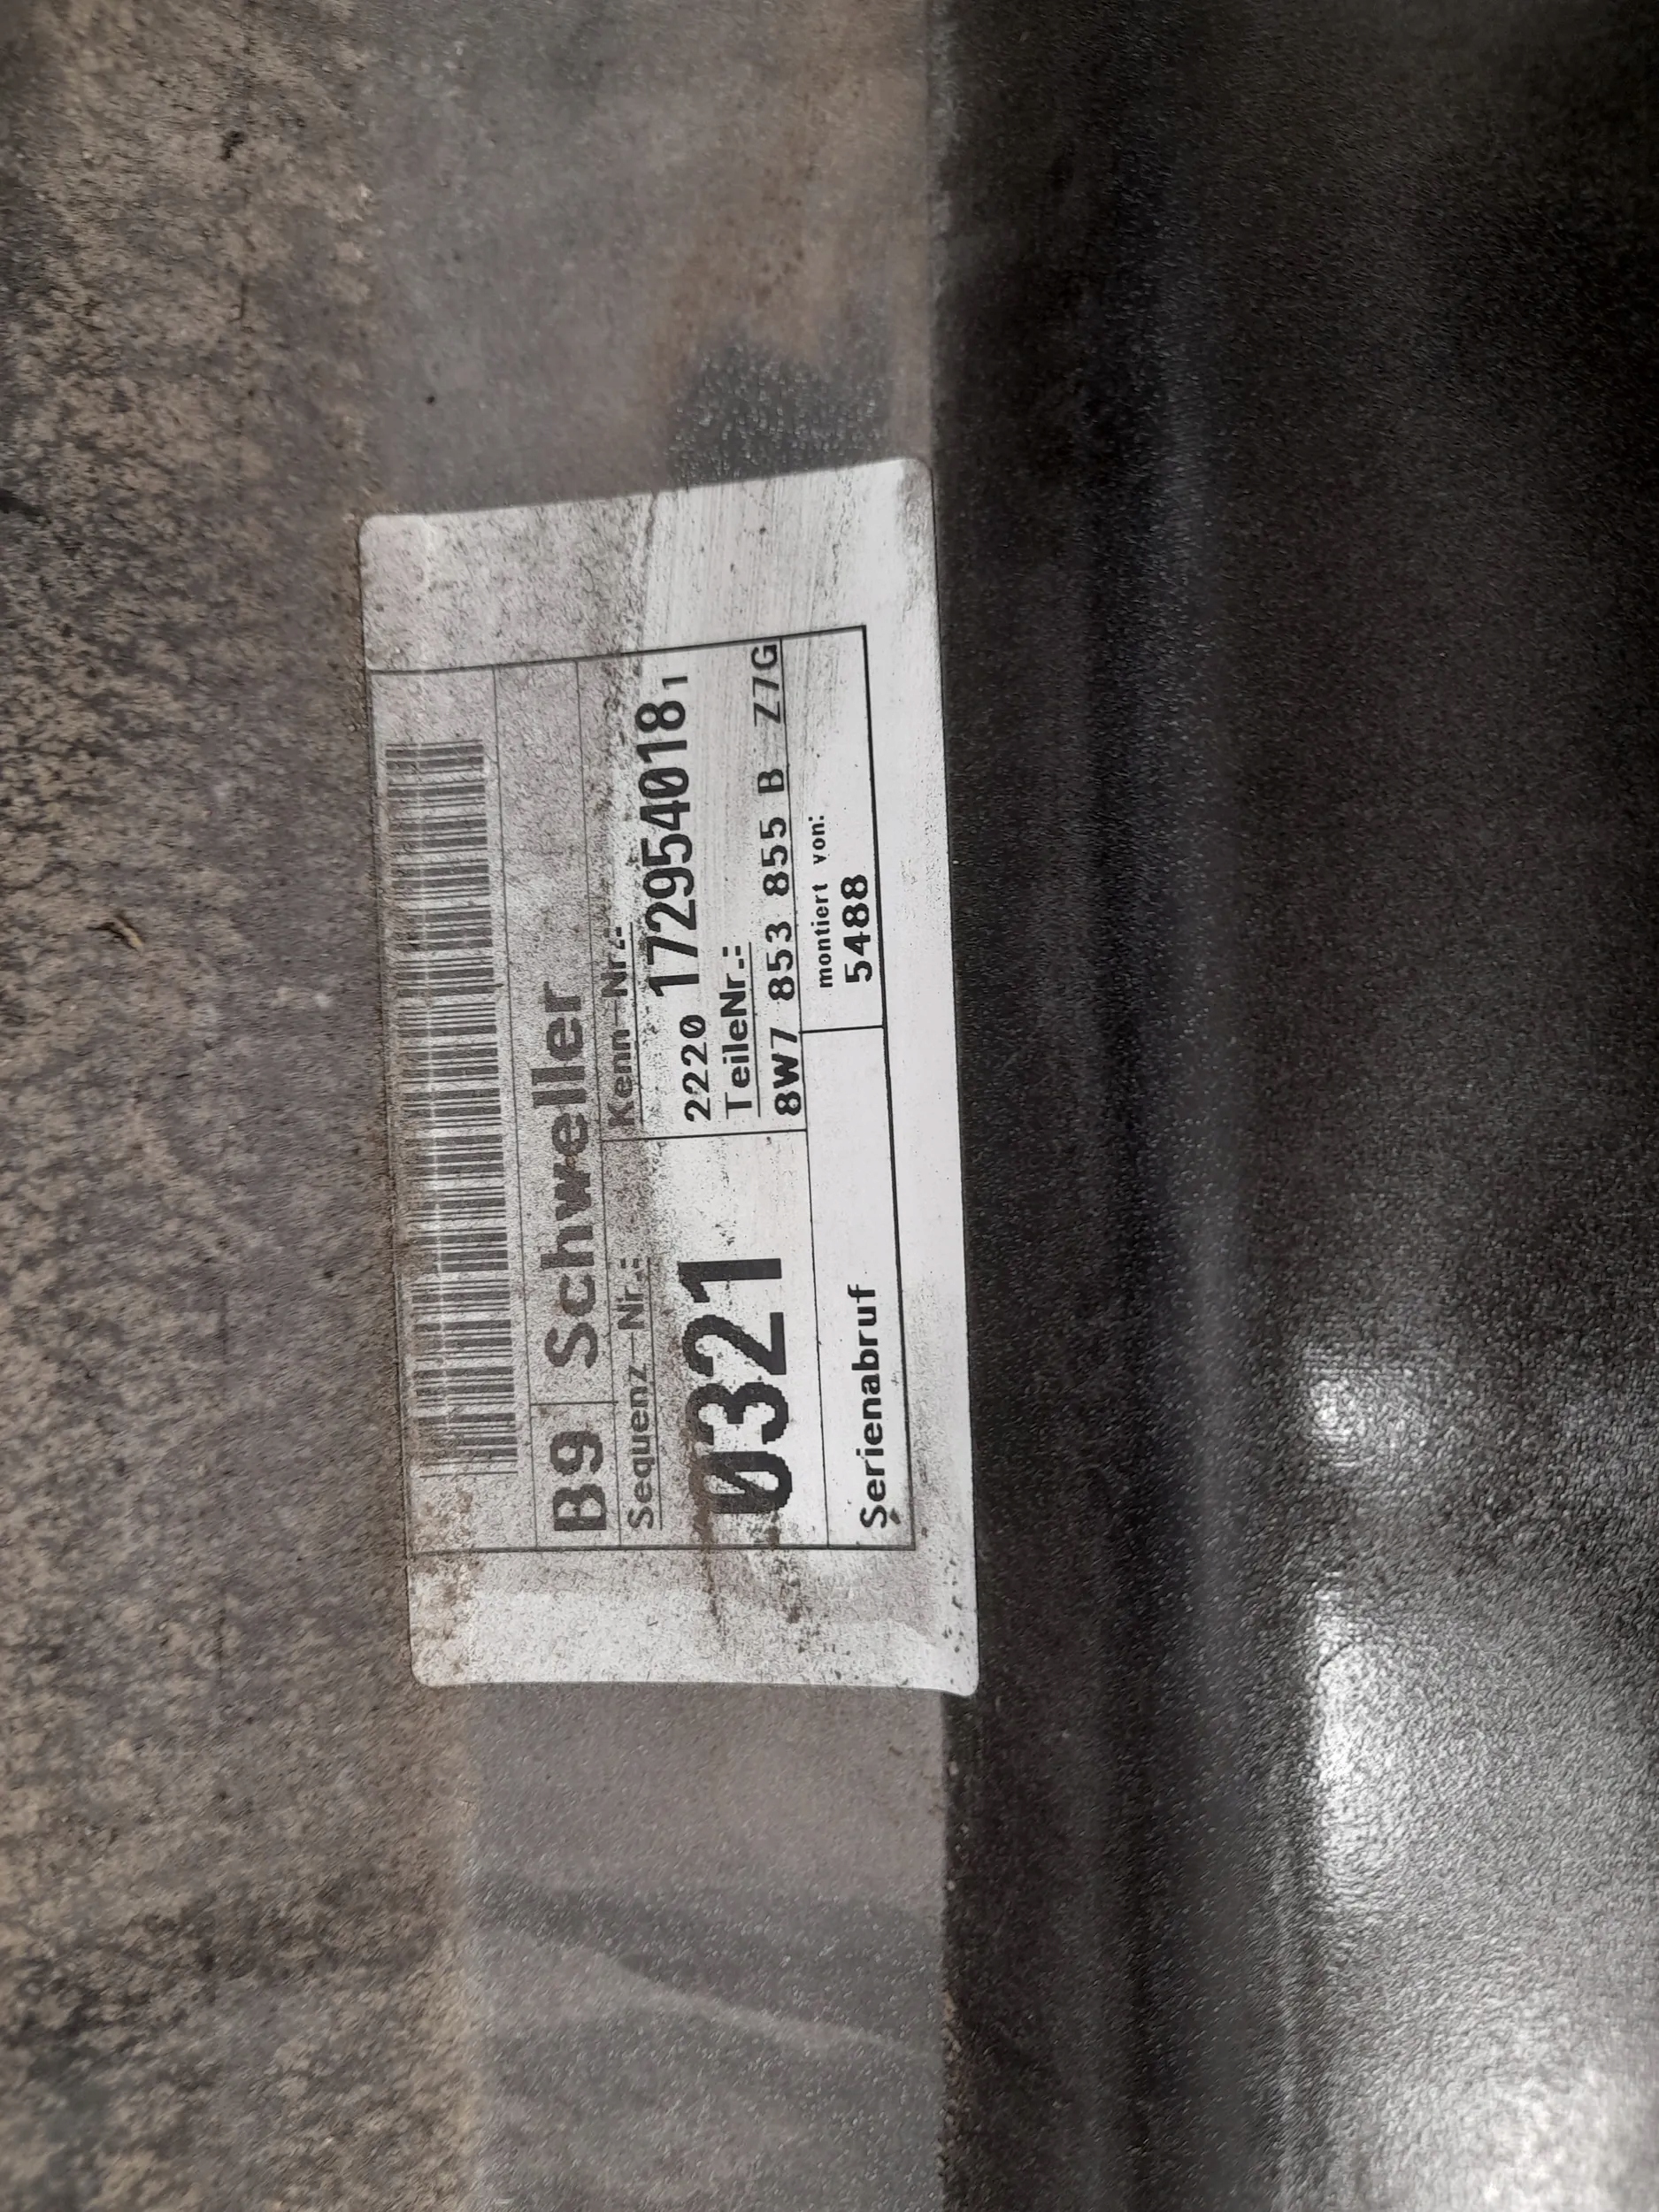 B9 Schweller
Sequenz-Nr.: Kenn-Nr.:
0321 2220 1729540181
TeileNr.:
8W7 853 855 B Z7G
Serienabruf montiert von:
5488